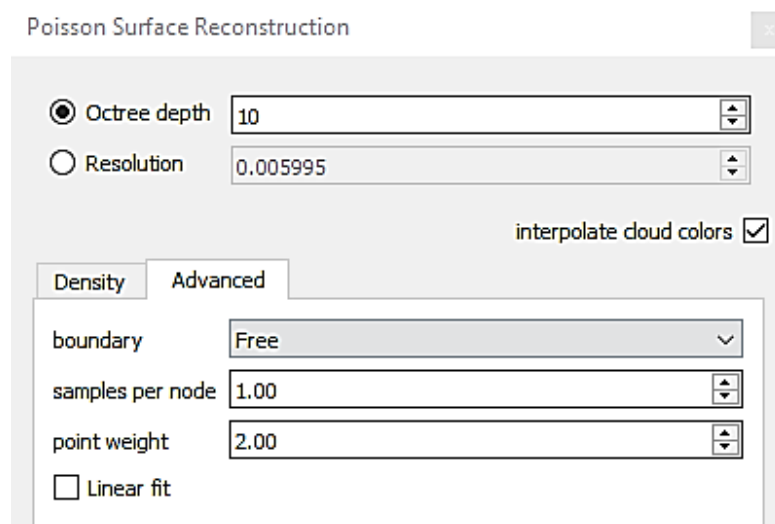 Poisson Surface Reconstruction
Octree depth 10
Resolution 0.005995
interpolate cloud colors
Density Advanced
boundary Free
samples per node 1.00
point weight 2.00
Linear fit